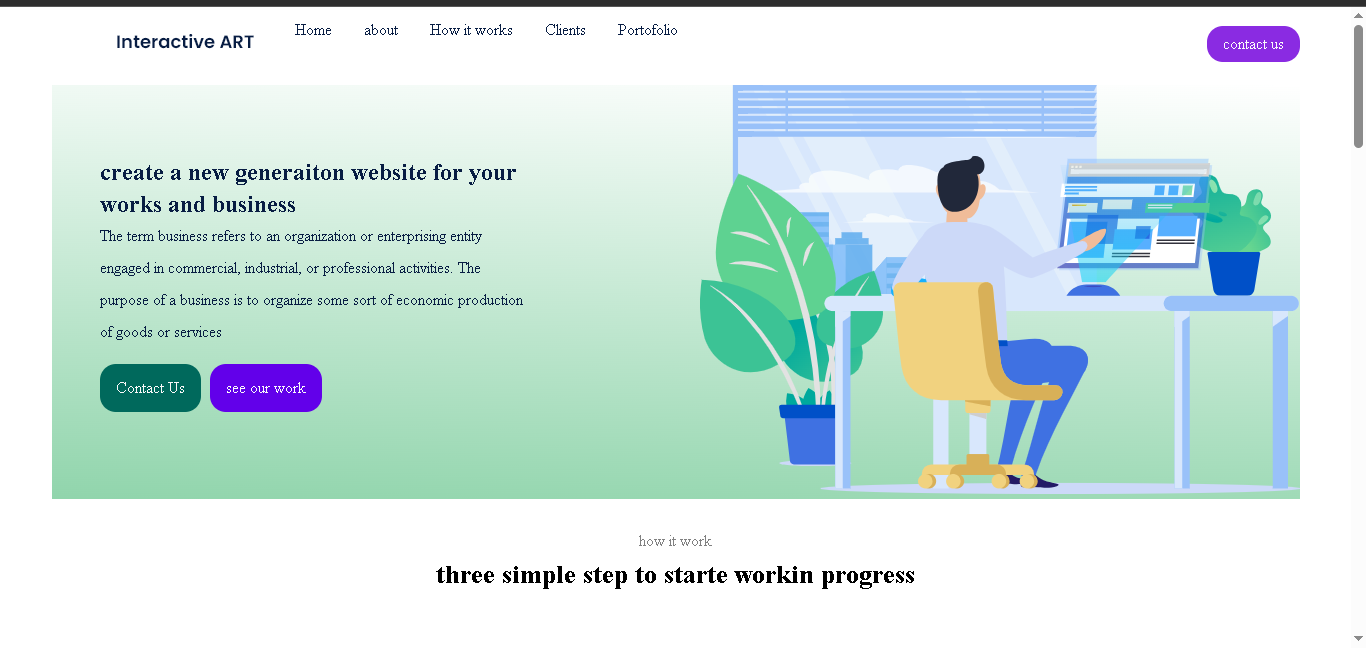 Interactive ART
Home about How it works Clients Portofolio
contact us
create a new generaiton website for your
works and business
The term business refers to an organization or enterprising entity
engaged in commercial, industrial, or professional activities. The
purpose of a business is to organize some sort of economic production
of goods or services
Contact Us see our work
how it work
three simple step to starte workin progress